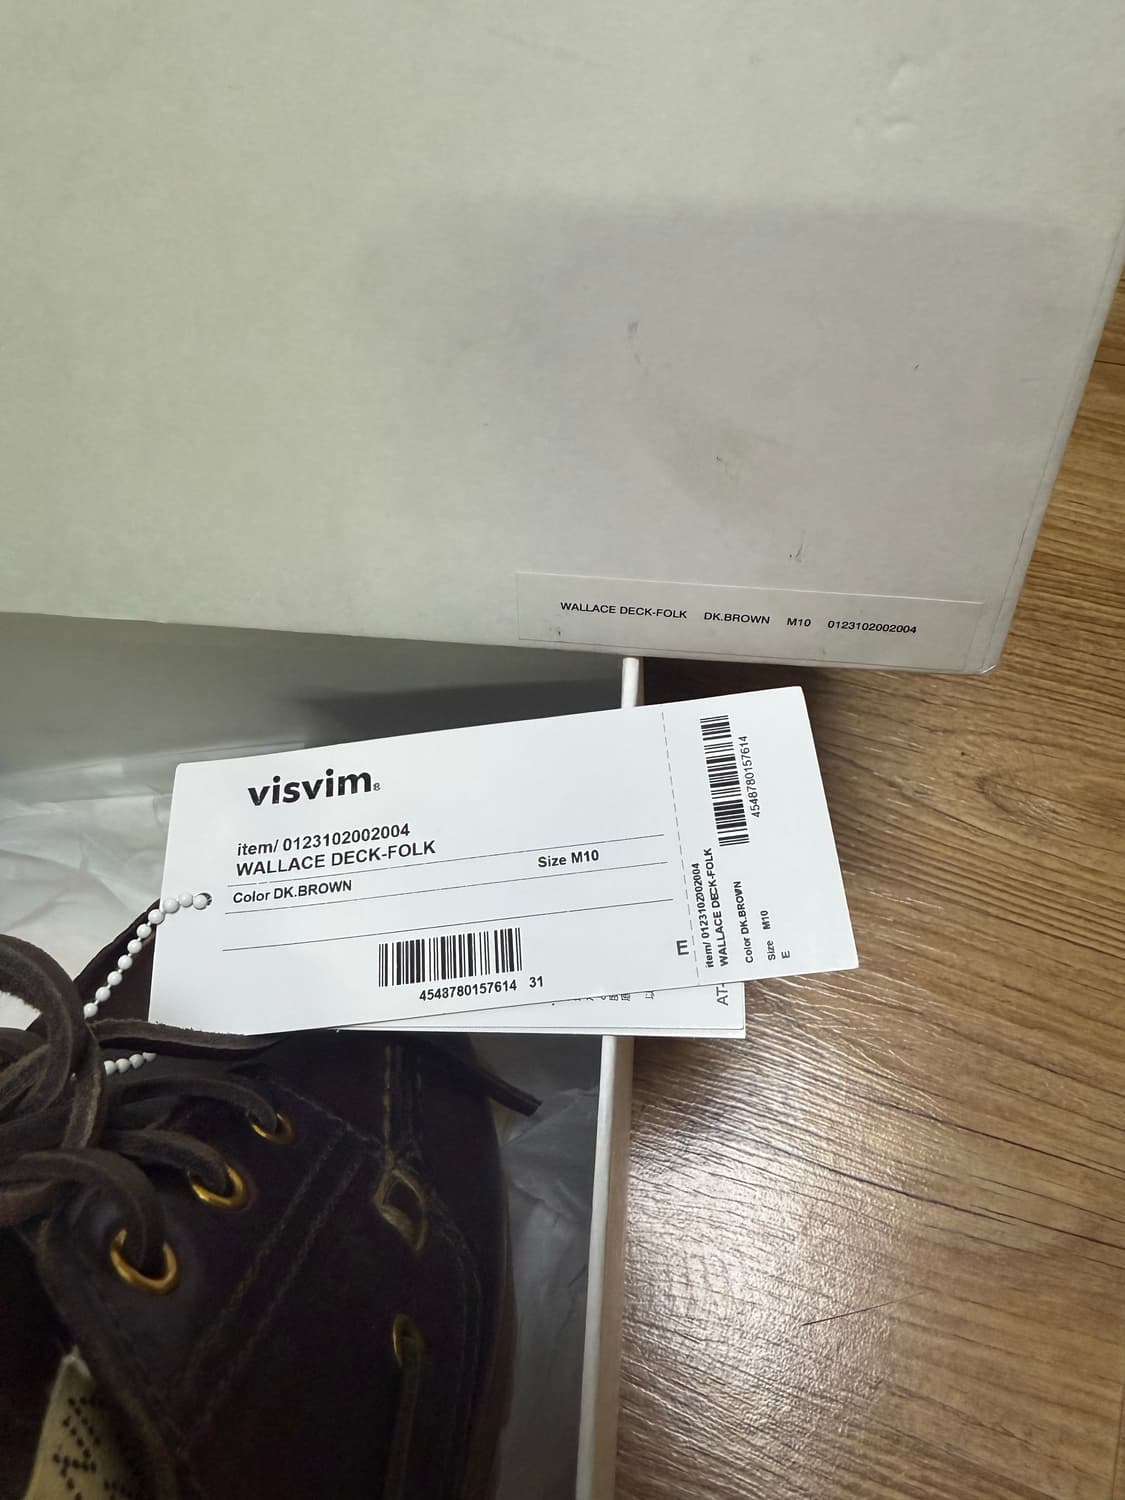 WALLACE DECK-FOLK DK.BROWN M10 0123102002004
visvim®
item/ 0123102002004
WALLACE DECK-FOLK
Color DK.BROWN Size M10
4548780157614 31
E
4548780157614
item/ 0123102002004
WALLACE DECK-FOLK
Color DK.BROWN
Size M10
E
AT-